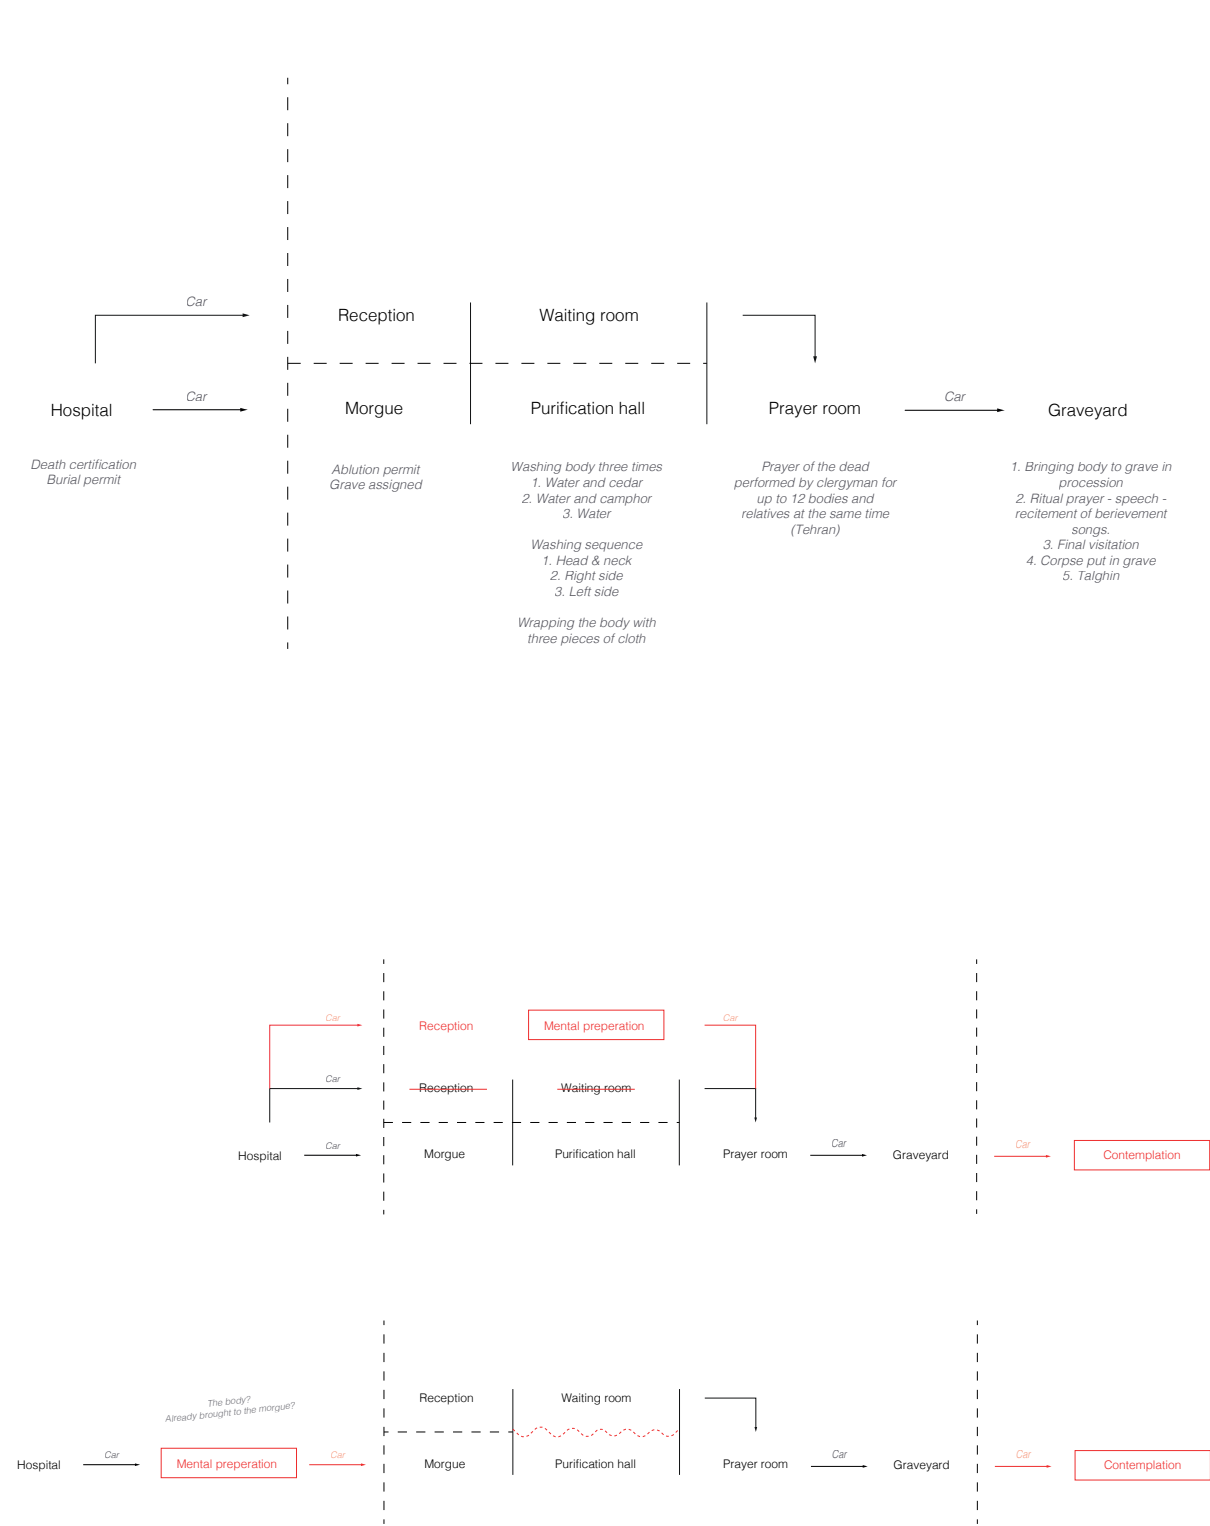 Car
Reception
Waiting room
Car
Car
Hospital
Morgue
Purification hall
Prayer room
Graveyard
Death certification
Burial permit
Ablution permit
Grave assigned
Washing body three times
1. Water and cedar
2. Water and camphor
3. Water
Washing sequence
1. Head & neck
2. Right side
3. Left side
Wrapping the body with
three pieces of cloth
Prayer of the dead
performed by clergyman for
up to 12 bodies and
relatives at the same time
(Tehran)
1. Bringing body to grave in
procession
2. Ritual prayer - speech -
recitement of berievement
songs.
3. Final visitation
4. Corpse put in grave
5. Talghin
Car
Reception
Mental preperation
Car
Car
Reception
Waiting room
Hospital
Car
Morgue
Purification hall
Prayer room
Car
Graveyard
Car
Contemplation
The body?
Already brought to the morgue?
Reception
Waiting room
Hospital
Car
Mental preperation
Car
Morgue
Purification hall
Prayer room
Car
Graveyard
Car
Contemplation